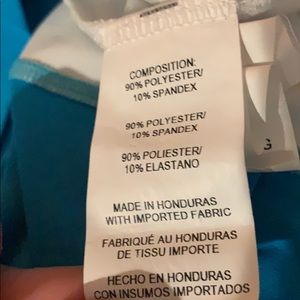 COMPOSITION:
90% POLYESTER/
10% SPANDEX
90% POLYESTER/
10% SPANDEX
90% POLIESTER/
10% ELASTANO
G
MADE IN HONDURAS
WITH IMPORTED FABRIC
FABRIQUÉ AU HONDURAS
DE TISSU IMPORTE
HECHO EN HONDURAS
CON INSUMOS IMPORTADOS